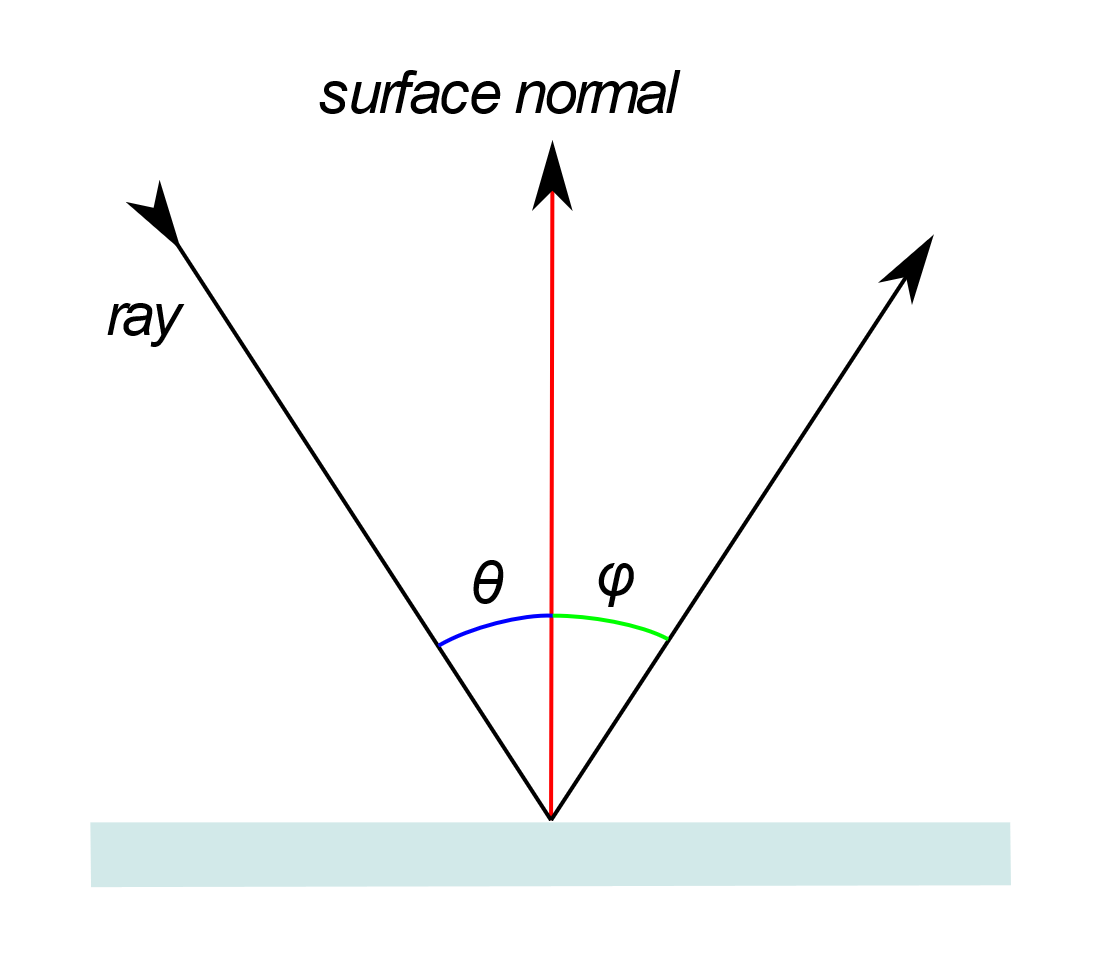 surface normal
ray
θ φ